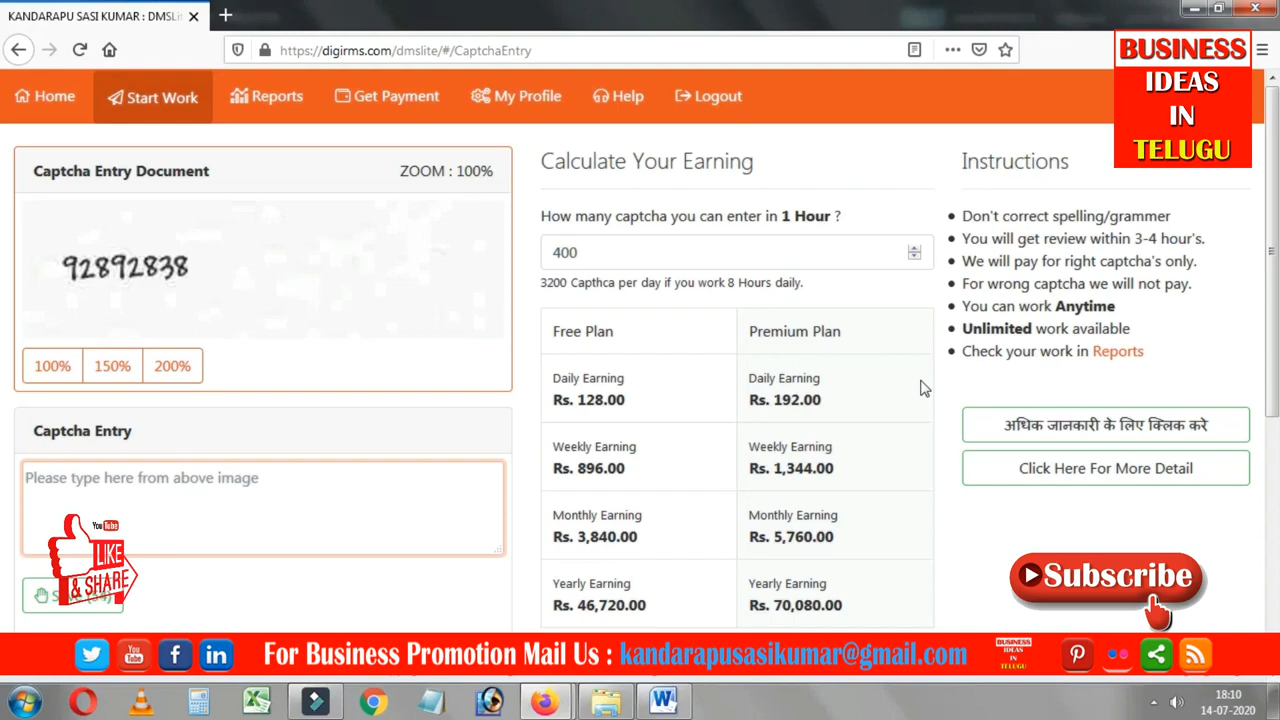 KANDARAPU SASI KUMAR : DMSLit
https://digirms.com/dmslite/#/CaptchaEntry
BUSINESS
IDEAS
IN
TELUGU
Home
Start Work
Reports
Get Payment
My Profile
Help
Logout
Captcha Entry Document
ZOOM : 100%
92892838
100%
150%
200%
Captcha Entry
Please type here from above image
YouTube
LIKE
& SHARE
Calculate Your Earning
How many captcha you can enter in 1 Hour ?
400
3200 Capthca per day if you work 8 Hours daily.
Free Plan
Premium Plan
Daily Earning
Rs. 128.00
Daily Earning
Rs. 192.00
Weekly Earning
Rs. 896.00
Weekly Earning
Rs. 1,344.00
Monthly Earning
Rs. 3,840.00
Monthly Earning
Rs. 5,760.00
Yearly Earning
Rs. 46,720.00
Yearly Earning
Rs. 70,080.00
Instructions
Don't correct spelling/grammer
You will get review within 3-4 hour's.
We will pay for right captcha's only.
For wrong captcha we will not pay.
You can work Anytime
Unlimited work available
Check your work in Reports
अधिक जानकारी के लिए क्लिक करे
Click Here For More Detail
Subscribe
You
Tube
For Business Promotion Mail Us : kandarapusasikumar@gmail.com
BUSINESS
IDEAS
IN
TELUGU
18:10
14-07-2020